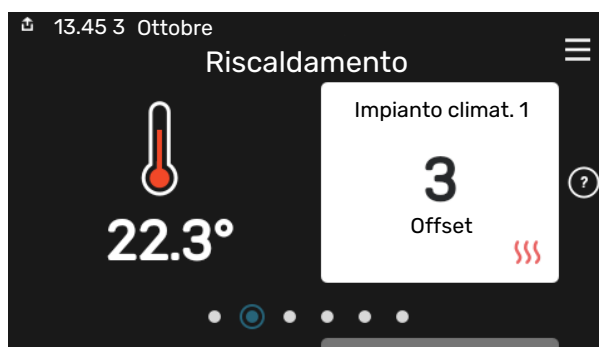 13.45 3 Ottobre
Riscaldamento
Impianto climat. 1
3
Offset
22.3°
?